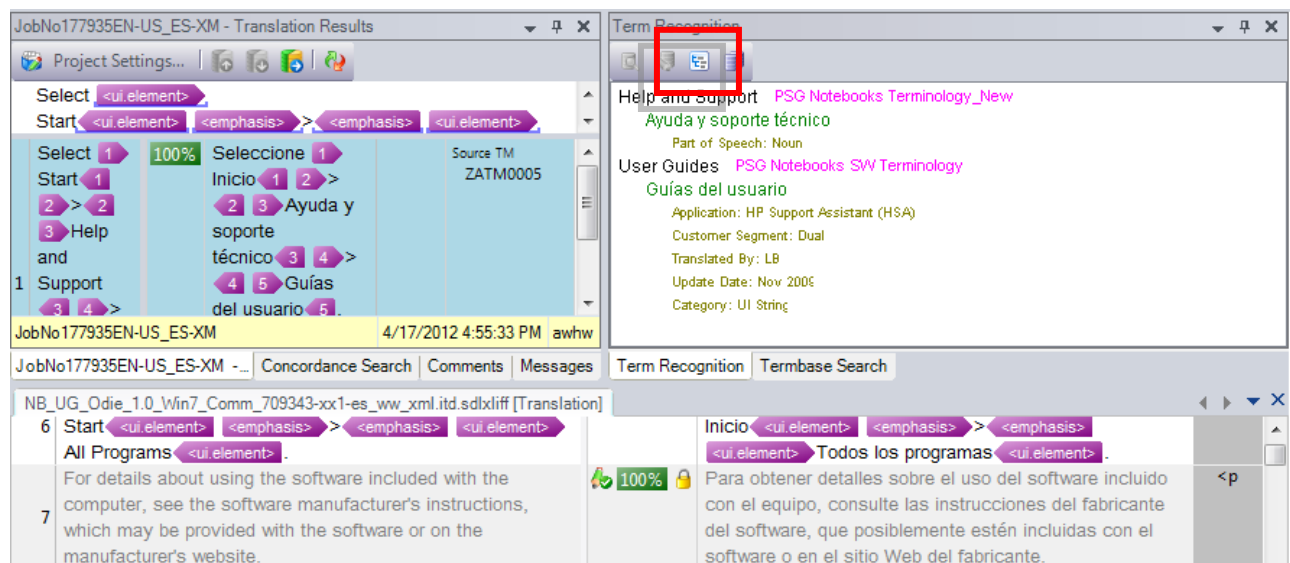 JobNo177935EN-US_ES-XM - Translation Results
Project Settings...
Select <ui.element>
Start <ui.element> <emphasis> > <emphasis> <ui.element>
Select 1
Start 1
2 > 2
3 Help
and
1 Support
3 4 >
100%
Seleccione 1
Inicio 1 2 >
2 3 Ayuda y
soporte
técnico 3 4 >
4 5 Guías
del usuario 5 .
Source TM
ZATM0005
JobNo177935EN-US_ES-XM 4/17/2012 4:55:33 PM awhw
JobNo177935EN-US_ES-XM -... Concordance Search Comments Messages
Term Recognition
Help and Support PSG Notebooks Terminology_New
Ayuda y soporte técnico
Part of Speech: Noun
User Guides PSG Notebooks SW Terminology
Guías del usuario
Application: HP Support Assistant (HSA)
Customer Segment: Dual
Translated By: LB
Update Date: Nov 2009
Category: UI String
Term Recognition Termbase Search
NB_UG_Odie_1.0_Win7_Comm_709343-xx1-es_ww_xml.itd.sdlxliff [Translation]
6 Start <ui.element> <emphasis> > <emphasis> <ui.element>
All Programs <ui.element> .
Inicio <ui.element> <emphasis> > <emphasis>
<ui.element> Todos los programas <ui.element> .
7
For details about using the software included with the
computer, see the software manufacturer's instructions,
which may be provided with the software or on the
manufacturer's website.
100%
Para obtener detalles sobre el uso del software incluido
con el equipo, consulte las instrucciones del fabricante
del software, que posiblemente estén incluidas con el
software o en el sitio Web del fabricante.
<p